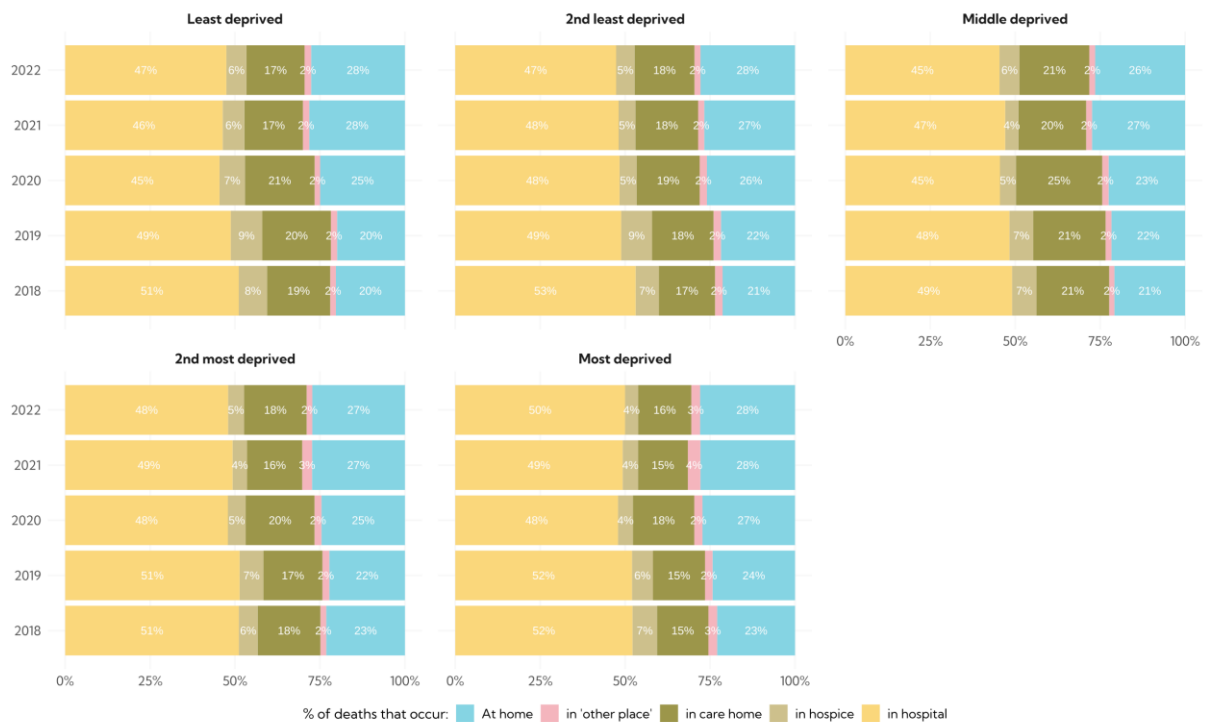 Least deprived
2nd least deprived
Middle deprived
2022 47% 6% 17% 2% 28% 47% 5% 18% 2% 28% 45% 6% 21% 2% 26%
2021 46% 6% 17% 2% 28% 48% 5% 18% 2% 27% 47% 4% 20% 2% 27%
2020 45% 7% 21% 2% 25% 48% 5% 19% 2% 26% 45% 5% 25% 2% 23%
2019 49% 9% 20% 2% 20% 49% 9% 18% 2% 22% 48% 7% 21% 2% 22%
2018 51% 8% 19% 2% 20% 53% 7% 17% 2% 21% 49% 7% 21% 2% 21%
0% 25% 50% 75% 100%
2nd most deprived
Most deprived
2022 48% 5% 18% 2% 27% 50% 4% 16% 3% 28%
2021 49% 4% 16% 3% 27% 49% 4% 15% 4% 28%
2020 48% 5% 20% 2% 25% 48% 4% 18% 2% 27%
2019 51% 7% 17% 2% 22% 52% 6% 15% 2% 24%
2018 51% 6% 18% 2% 23% 52% 7% 15% 3% 23%
0% 25% 50% 75% 100% 0% 25% 50% 75% 100%
% of deaths that occur: At home in 'other place' in care home in hospice in hospital